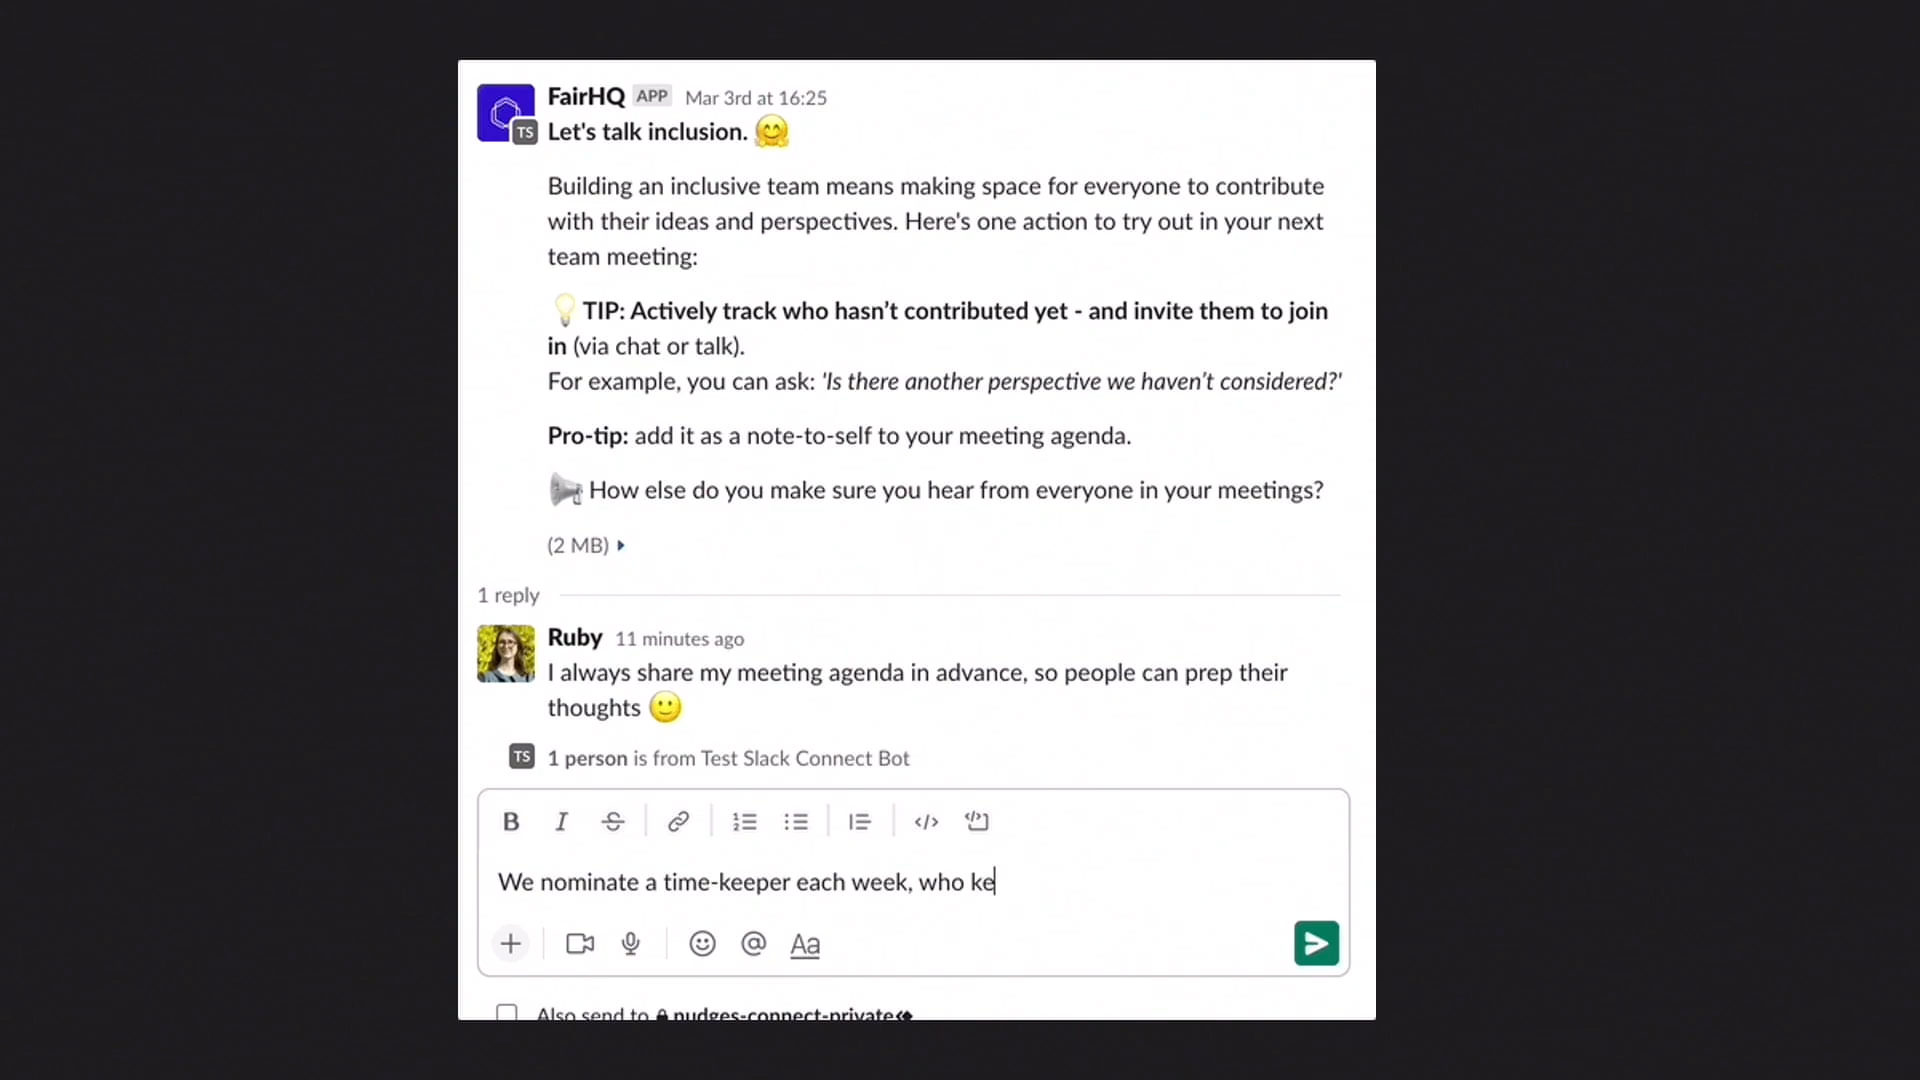 FairHQ APP Mar 3rd at 16:25
TS Let's talk inclusion. 🤗
Building an inclusive team means making space for everyone to contribute
with their ideas and perspectives. Here's one action to try out in your next
team meeting:
💡 TIP: Actively track who hasn’t contributed yet - and invite them to join
in (via chat or talk).
For example, you can ask: 'Is there another perspective we haven’t considered?'
Pro-tip: add it as a note-to-self to your meeting agenda.
📢 How else do you make sure you hear from everyone in your meetings?
(2 MB)
1 reply
Ruby 11 minutes ago
I always share my meeting agenda in advance, so people can prep their
thoughts 🙂
TS 1 person is from Test Slack Connect Bot
B I S
We nominate a time-keeper each week, who ke
@ Aa
Also send to nudges-connect-private